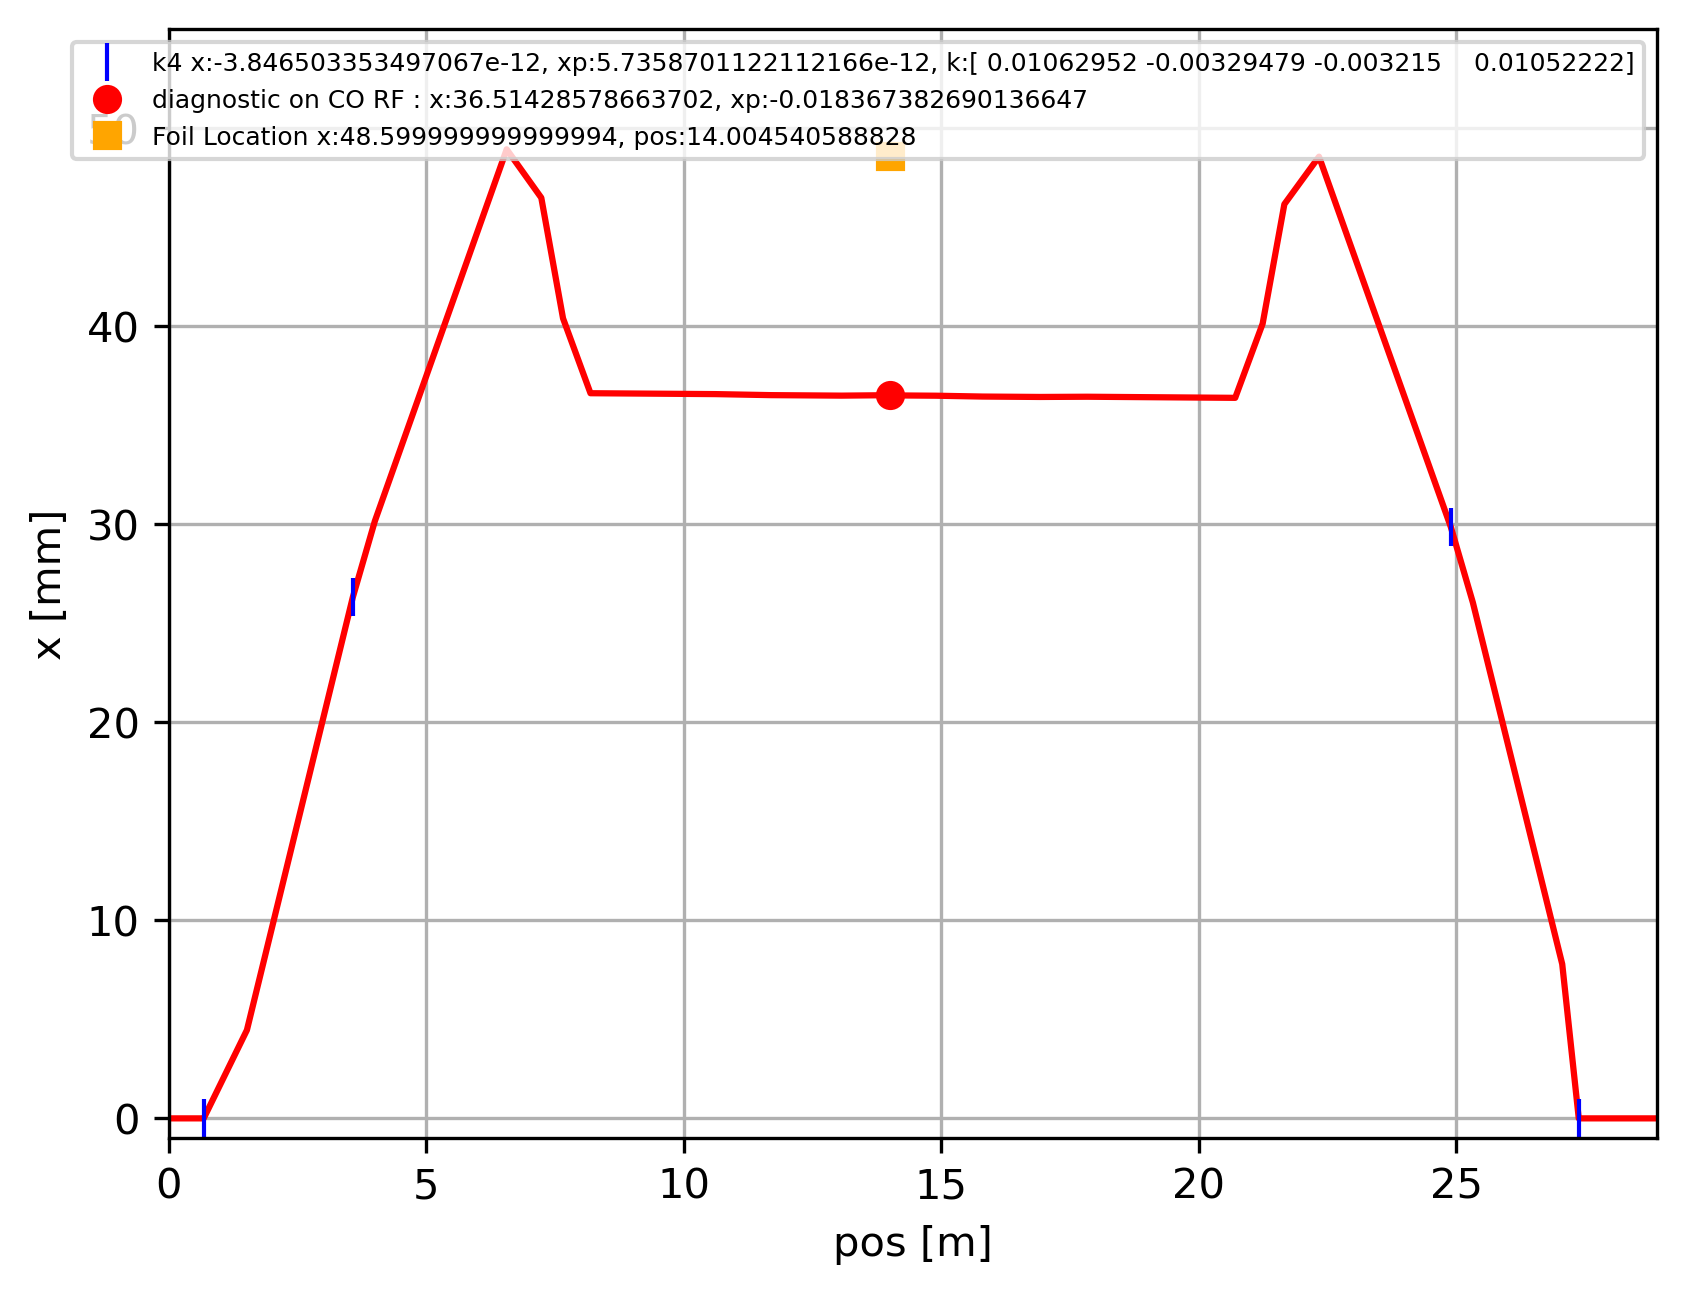 k4 x:-3.846503353497067e-12, xp:5.7358701122112166e-12, k:[ 0.01062952 -0.00329479 -0.003215    0.01052222]
diagnostic on CO RF : x:36.51428578663702, xp:-0.018367382690136647
Foil Location x:48.599999999999994, pos:14.004540588828
50
40
30
20
10
0
x [mm]
0 5 10 15 20 25
pos [m]